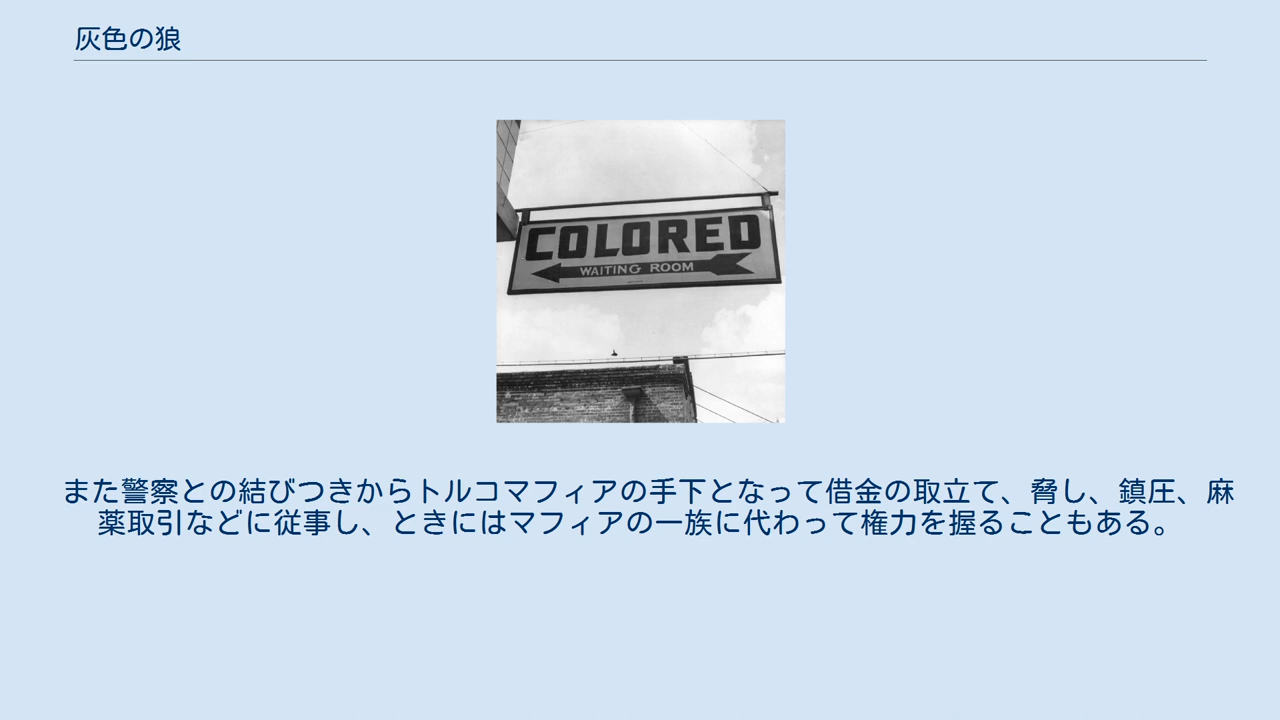 灰色の狼
COLORED
WAITING ROOM
また警察との結びつきからトルコマフィアの手下となって借金の取立て、脅し、鎮圧、麻
薬取引などに従事し、ときにはマフィアの一族に代わって権力を握ることもある。